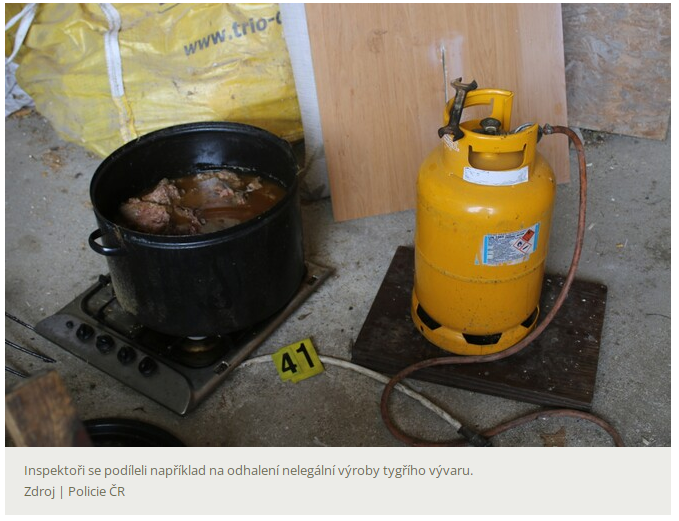 www.trio-
41
Inspektoři se podíleli například na odhalení nelegální výroby tygřího vývaru.
Zdroj | Policie ČR